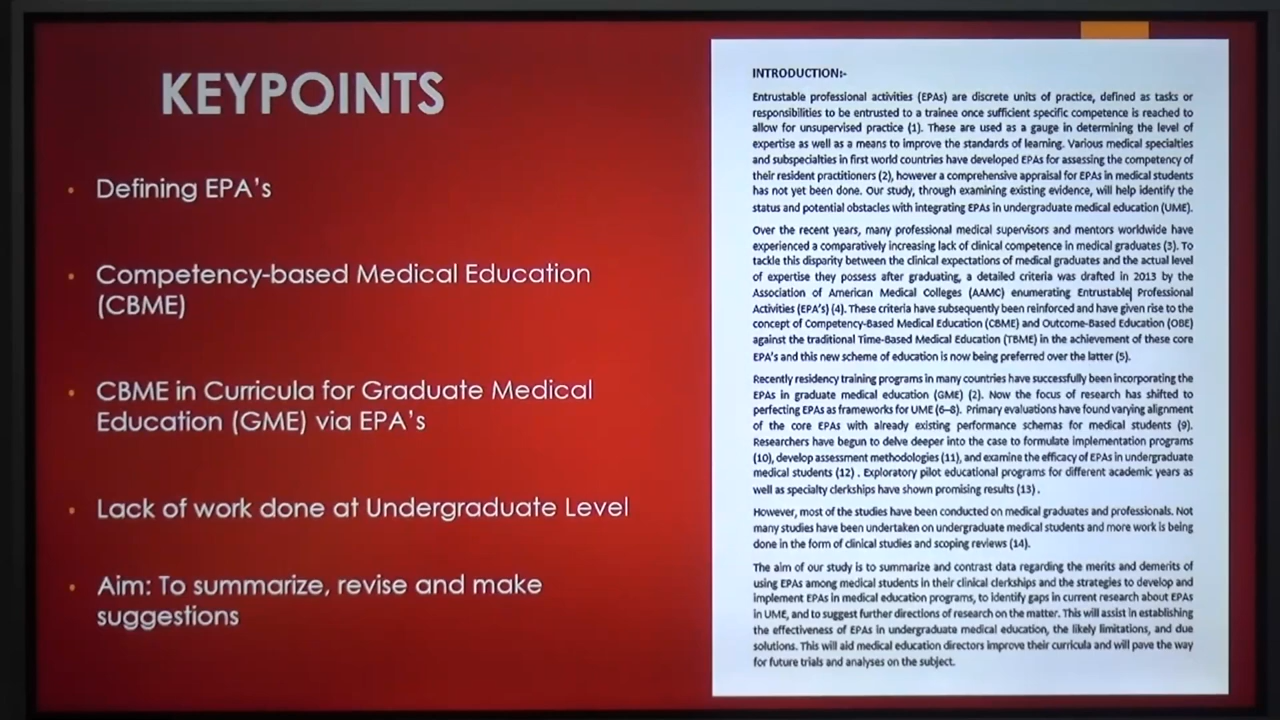 KEYPOINTS
• Defining EPA's
• Competency-based Medical Education
(CBME)
• CBME in Curricula for Graduate Medical
Education (GME) via EPA's
• Lack of work done at Undergraduate Level
• Aim: To summarize, revise and make
suggestions
INTRODUCTION:-
Entrustable professional activities (EPAs) are discrete units of practice, defined as tasks or
responsibilities to be entrusted to a trainee once sufficient specific competence is reached to
allow for unsupervised practice (1). These are used as a gauge in determining the level of
expertise as well as a means to improve the standards of learning. Various medical specialties
and subspecialties in first world countries have developed EPAs for assessing the competency of
their resident practitioners (2), however a comprehensive appraisal for EPAs in medical students
has not yet been done. Our study, through examining existing evidence, will help identify the
status and potential obstacles with integrating EPAs in undergraduate medical education (UME).
Over the recent years, many professional medical supervisors and mentors worldwide have
experienced a comparatively increasing lack of clinical competence in medical graduates (3). To
tackle this disparity between the clinical expectations of medical graduates and the actual level
of expertise they possess after graduating, a detailed criteria was drafted in 2013 by the
Association of American Medical Colleges (AAMC) enumerating Entrustable Professional
Activities (EPA's) (4). These criteria have subsequently been reinforced and have given rise to the
concept of Competency-Based Medical Education (CBME) and Outcome-Based Education (OBE)
against the traditional Time-Based Medical Education (TBME) in the achievement of these core
EPA's and this new scheme of education is now being preferred over the latter (5).
Recently residency training programs in many countries have successfully been incorporating the
EPAs in graduate medical education (GME) (2). Now the focus of research has shifted to
perfecting EPAs as frameworks for UME (6–8). Primary evaluations have found varying alignment
of the core EPAs with already existing performance schemas for medical students (9).
Researchers have begun to delve deeper into the case to formulate implementation programs
(10), develop assessment methodologies (11), and examine the efficacy of EPAs in undergraduate
medical students (12) . Exploratory pilot educational programs for different academic years as
well as specialty clerkships have shown promising results (13) .
However, most of the studies have been conducted on medical graduates and professionals. Not
many studies have been undertaken on undergraduate medical students and more work is being
done in the form of clinical studies and scoping reviews (14).
The aim of our study is to summarize and contrast data regarding the merits and demerits of
using EPAs among medical students in their clinical clerkships and the strategies to develop and
implement EPAs in medical education programs, to identify gaps in current research about EPAs
in UME, and to suggest further directions of research on the matter. This will assist in establishing
the effectiveness of EPAs in undergraduate medical education, the likely limitations, and due
solutions. This will aid medical education directors improve their curricula and will pave the way
for future trials and analyses on the subject.